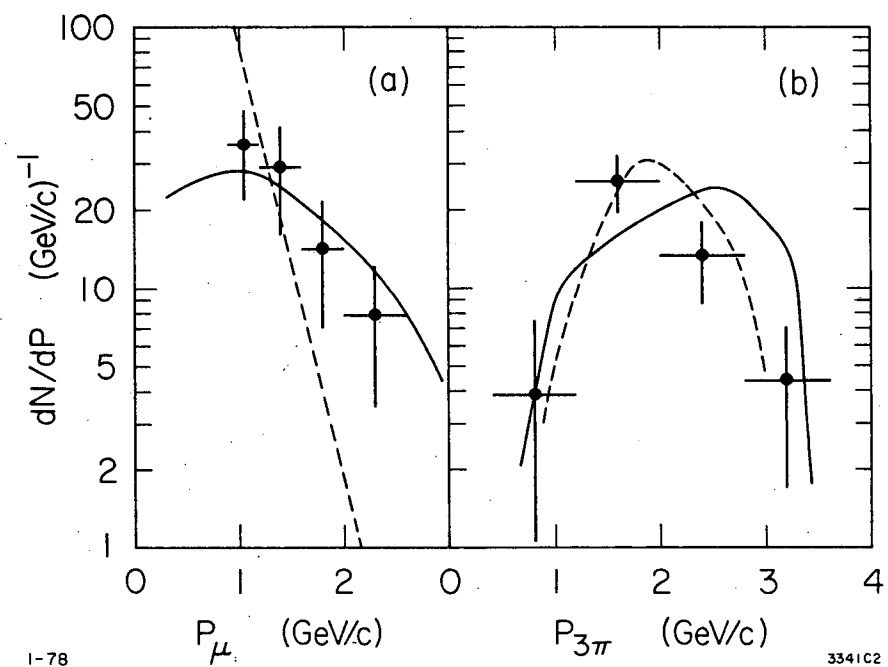 100
50
20
10
5
2
1
dN/dP (GeV/c)⁻¹
(a)
(b)
0 1 2 0 1 2 3 4
P_μ (GeV/c)
P_3π (GeV/c)
1-78
3341C2